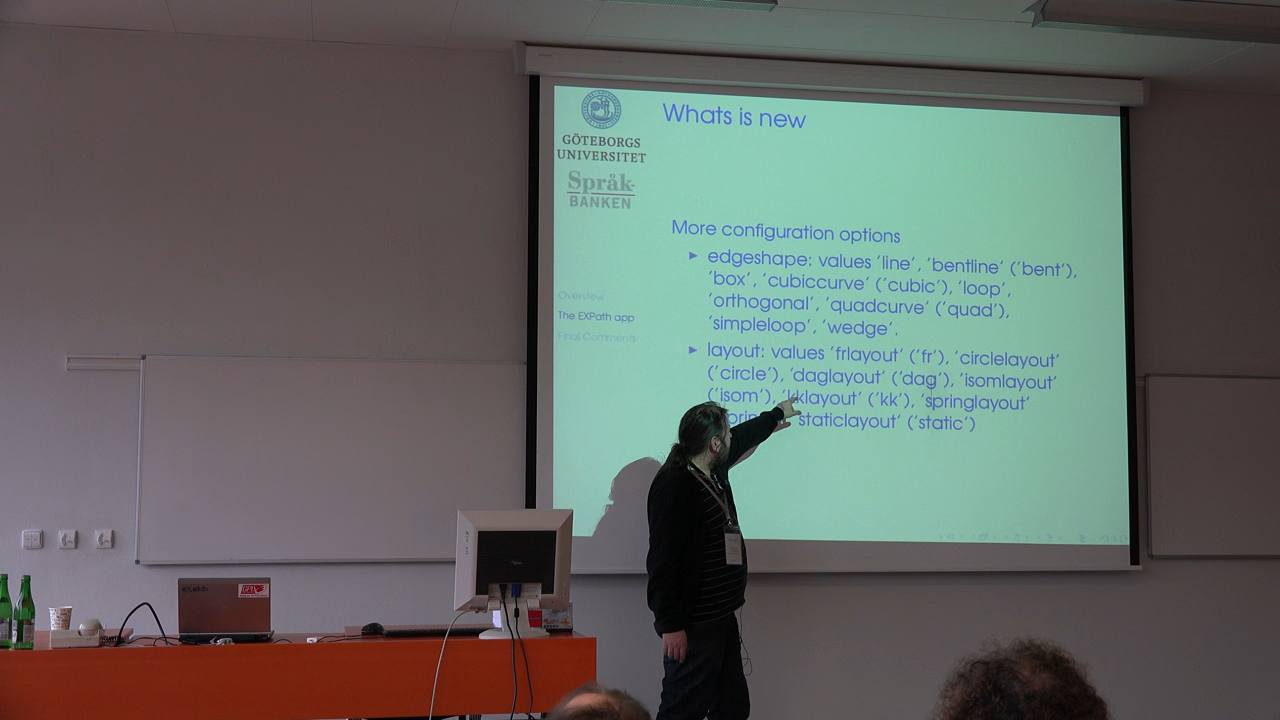 Whats is new
GÖTEBORGS
UNIVERSITET
Språk-
BANKEN
More configuration options
edgeshape: values 'line', 'bentline' ('bent'),
'box', 'cubiccurve' ('cubic'), 'loop',
'orthogonal', 'quadcurve' ('quad'),
'simpleloop', 'wedge'.
layout: values 'frlayout' ('fr'), 'circlelayout'
('circle'), 'daglayout' ('dag'), 'isomlayout'
('isom'), 'kklayout' ('kk'), 'springlayout'
'staticlayout' ('static')
Overview
The EXPath app
Final Comments